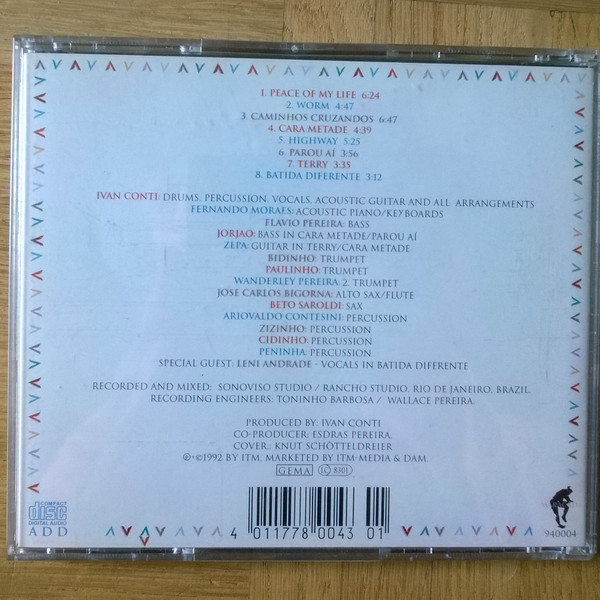 1. PEACE OF MY LIFE 6:24
2. WORM 4:47
3. CAMINHOS CRUZANDOS 6:47
4. CARA METADE 4:39
5. HIGHWAY 5:25
6. PAROU AÍ 3:56
7. TERRY 3:35
8. BATIDA DIFERENTE 3:12
IVAN CONTI: DRUMS, PERCUSSION, VOCALS, ACOUSTIC GUITAR AND ALL ARRANGEMENTS
FERNANDO MORAES: ACOUSTIC PIANO/KEYBOARDS
FLAVIO PEREIRA: BASS
JORJAO: BASS IN CARA METADE/PAROU AÍ
ZEPA: GUITAR IN TERRY/CARA METADE
BIDINHO: TRUMPET
PAULINHO: TRUMPET
WANDERLEY PEREIRA: 2. TRUMPET
JOSE CARLOS BIGORNA: ALTO SAX/FLUTE
BETO SAROLDI: SAX
ARIOVALDO CONTESINI: PERCUSSION
ZIZINHO: PERCUSSION
CIDINHO: PERCUSSION
PENINHA: PERCUSSION
SPECIAL GUEST: LENI ANDRADE - VOCALS IN BATIDA DIFERENTE
RECORDED AND MIXED: SONOVISO STUDIO / RANCHO STUDIO, RIO DE JANEIRO, BRAZIL.
RECORDING ENGINEERS: TONINHO BARBOSA / WALLACE PEREIRA.
PRODUCED BY: IVAN CONTI
CO-PRODUCER: ESDRAS PEREIRA.
COVER: KNUT SCHÖTTELDREIER
℗+©1992 BY ITM. MARKETED BY ITM-MEDIA & DAM.
GEMA LC 8301
COMPACT
disc
DIGITAL AUDIO
ADD
4 011778 0043 01
940004